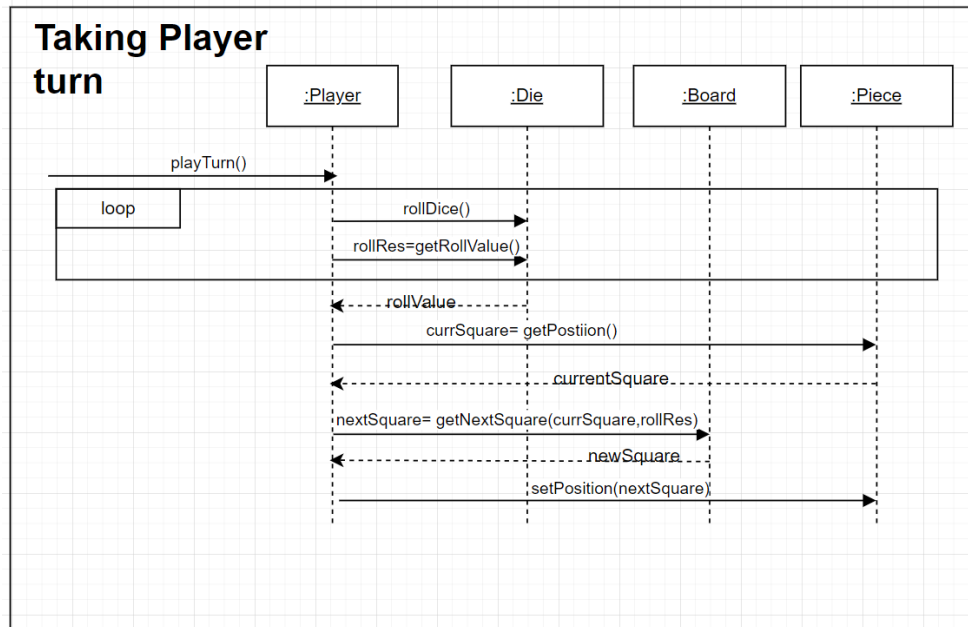 Taking Player
turn
:Player
:Die
:Board
:Piece
playTurn()
loop
rollDice()
rollRes=getRollValue()
rollValue
currSquare= getPostiion()
currentSquare
nextSquare= getNextSquare(currSquare,rollRes)
newSquare
setPosition(nextSquare)